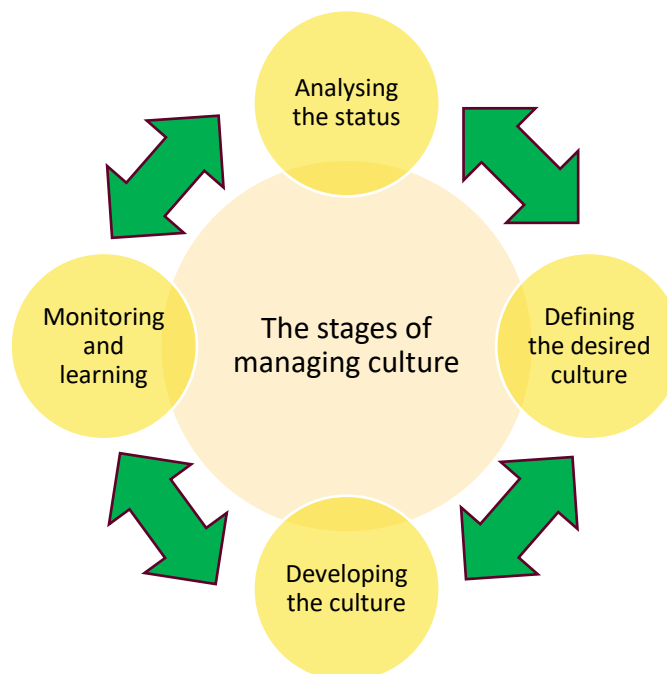 Analysing
the status
Monitoring
and
learning
The stages of
managing culture
Defining
the desired
culture
Developing
the culture